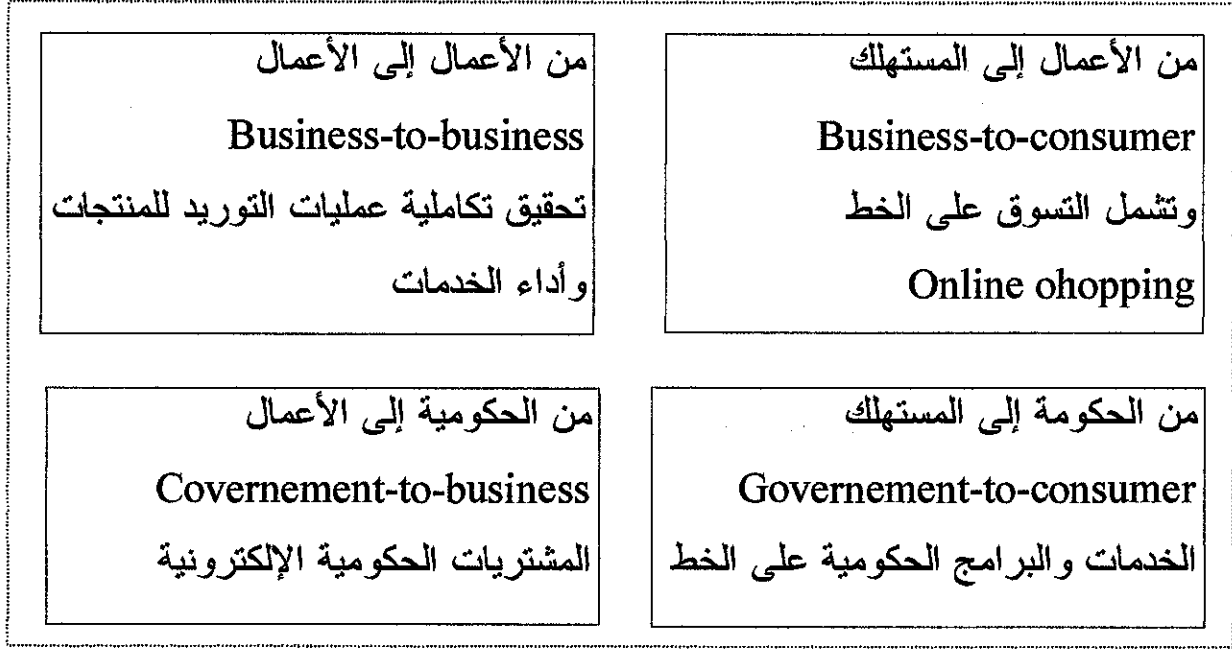 من الأعمال إلى المستهلك
Business-to-consumer
وتشمل التسوق على الخط
Online ohopping
من الأعمال إلى الأعمال
Business-to-business
تحقيق تكاملية عمليات التوريد للمنتجات
وأداء الخدمات
من الحكومة إلى المستهلك
Governement-to-consumer
الخدمات والبرامج الحكومية على الخط
من الحكومية إلى الأعمال
Covernement-to-business
المشتريات الحكومية الإلكترونية